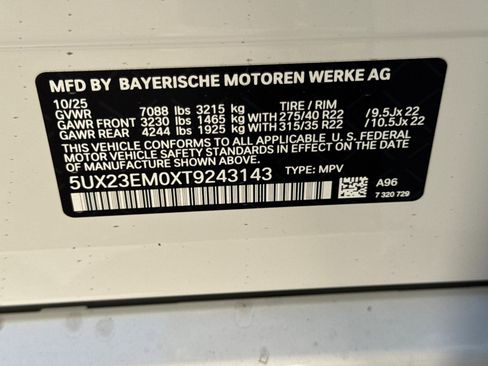 MFD BY BAYERISCHE MOTOREN WERKE AG
10/25 TIRE / RIM
GVWR 7088 lbs 3215 kg
GAWR FRONT 3230 lbs 1465 kg WITH 275/40 R22 /9.5Jx 22
GAWR REAR 4244 lbs 1925 kg WITH 315/35 R22 /10.5Jx 22
THIS VEHICLE CONFORMS TO ALL APPLICABLE U. S. FEDERAL
MOTOR VEHICLE SAFETY STANDARDS IN EFFECT ON THE DATE
OF MANUFACTURE SHOWN ABOVE.
5UX23EM0XT9243143 TYPE: MPV
A96
7 320 729